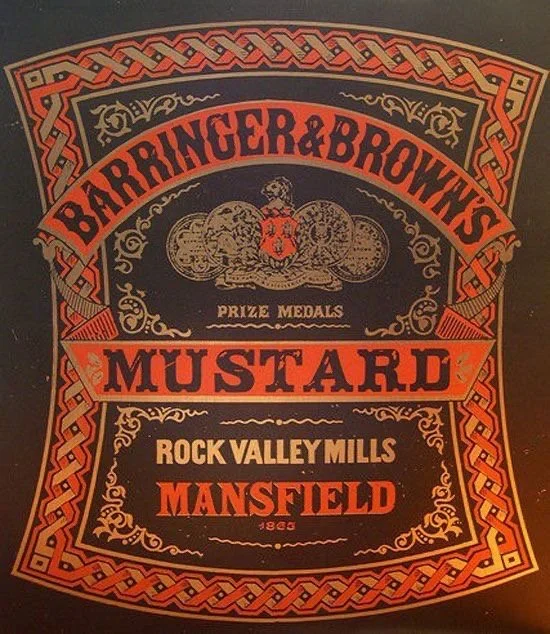 BARRINGER & BROWN'S
PRIZE MEDALS
MUSTARD
ROCK VALLEY MILLS
MANSFIELD